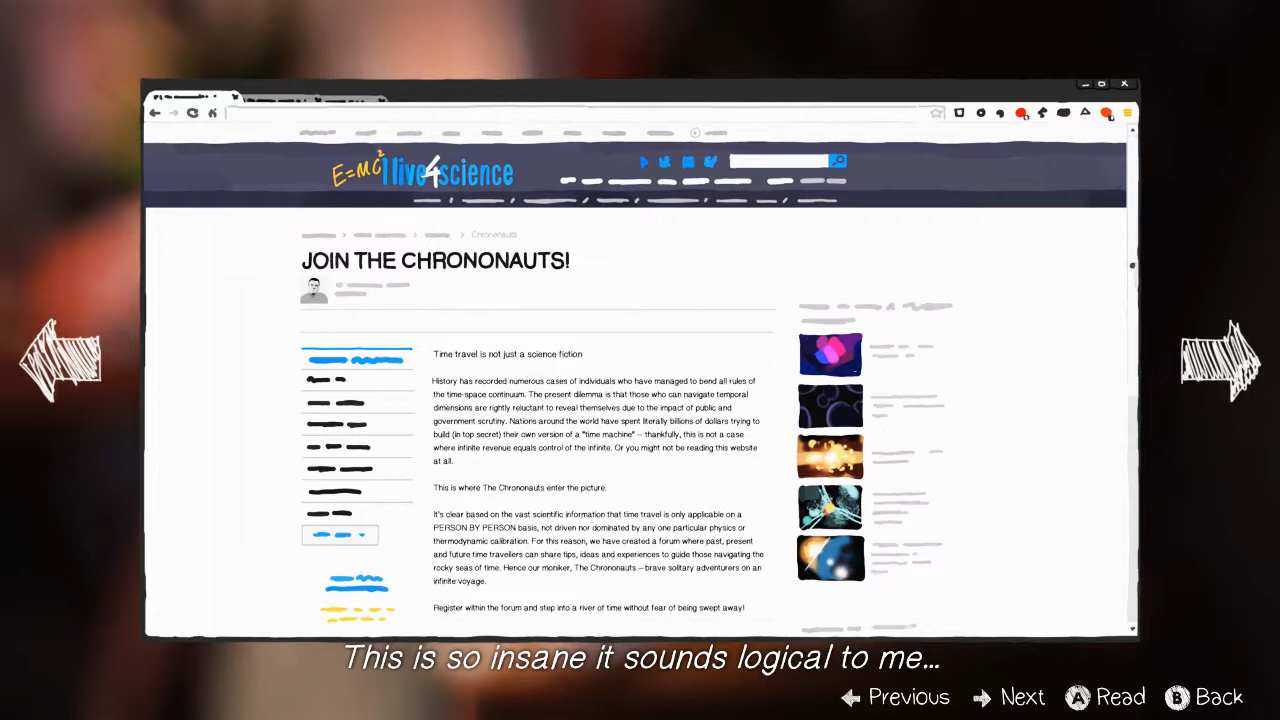 E=MC2 I live4science
Chrononauts
JOIN THE CHRONONAUTS!
Time travel is not just a science fiction
History has recorded numerous cases of individuals who have managed to bend all rules of
the time-space continuum. The present dilemma is that those who can navigate temporal
dimensions are rightly reluctant to reveal themselves due to the impact of public and
government scrutiny. Nations around the world have spent literally billions of dollars trying to
build (in top secret) their own version of a "time machine" – thankfully, this is not a case
where infinite revenue equals control of the infinite. Or you might not be reading this website
at all.
This is where The Chrononauts enter the picture.
It's clear based on the vast scientific information that time travel is only applicable on a
PERSON BY PERSON basis, not driven nor dominated by any one particular physics or
thermodynamic calibration. For this reason, we have created a forum where past, present
and future time travellers can share tips, ideas and experiences to guide those navigating the
rocky seas of time. Hence our moniker, The Chrononauts – brave solitary adventurers on an
infinite voyage.
Register within the forum and step into a river of time without fear of being swept away!
This is so insane it sounds logical to me...
Previous Next A Read B Back